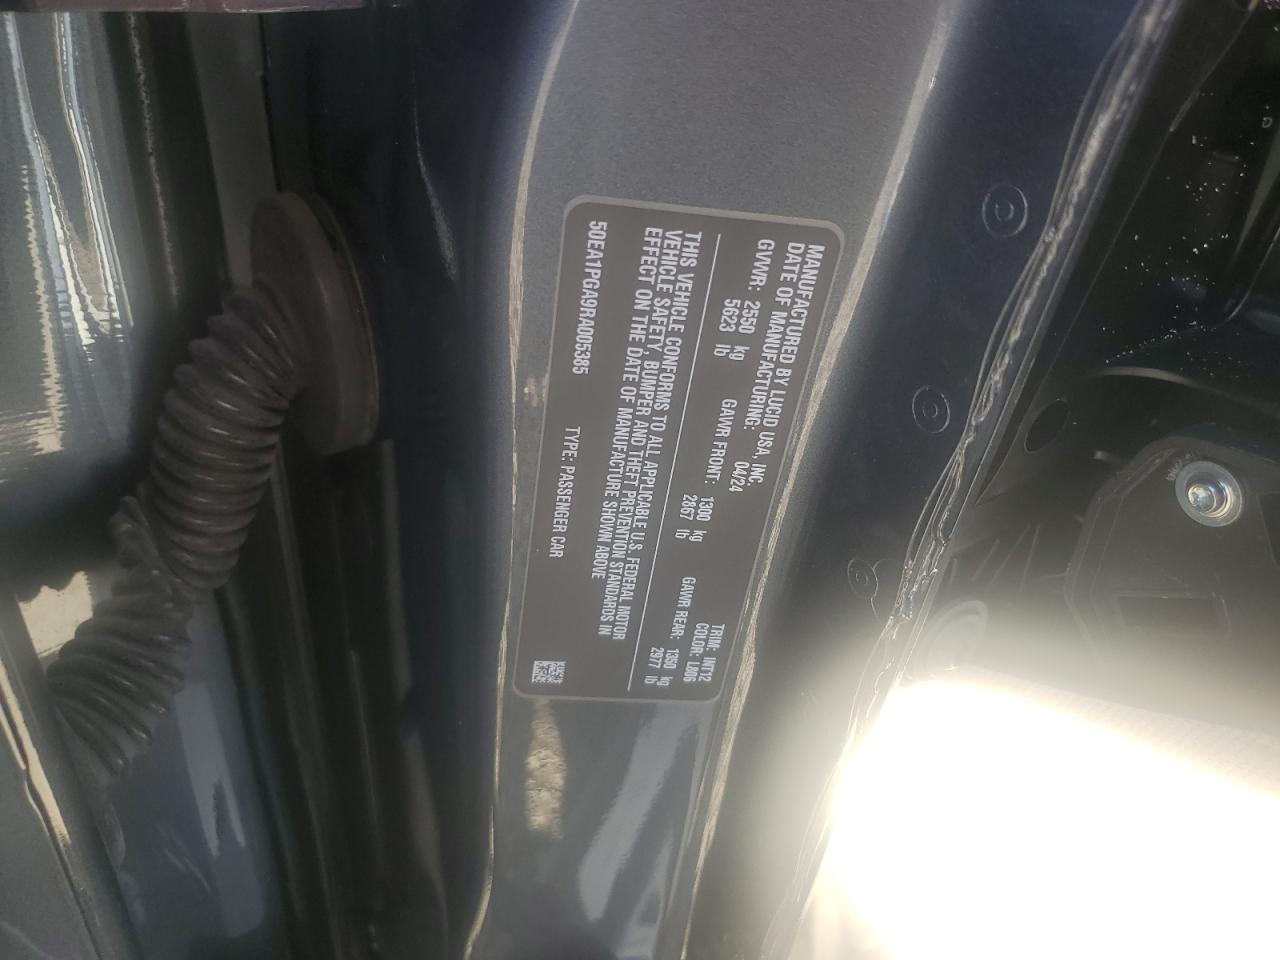 MANUFACTURED BY LUCID USA, INC.
DATE OF MANUFACTURING: 04/24
TRIM: INT12
COLOR: L806
GVWR: 2550 kg GAWR FRONT: 1300 kg GAWR REAR: 1350 kg
5623 lb 2867 lb 2977 lb
THIS VEHICLE CONFORMS TO ALL APPLICABLE U.S. FEDERAL MOTOR
VEHICLE SAFETY, BUMPER AND THEFT PREVENTION STANDARDS IN
EFFECT ON THE DATE OF MANUFACTURE SHOWN ABOVE
50EA1PGA9RA005385 TYPE: PASSENGER CAR